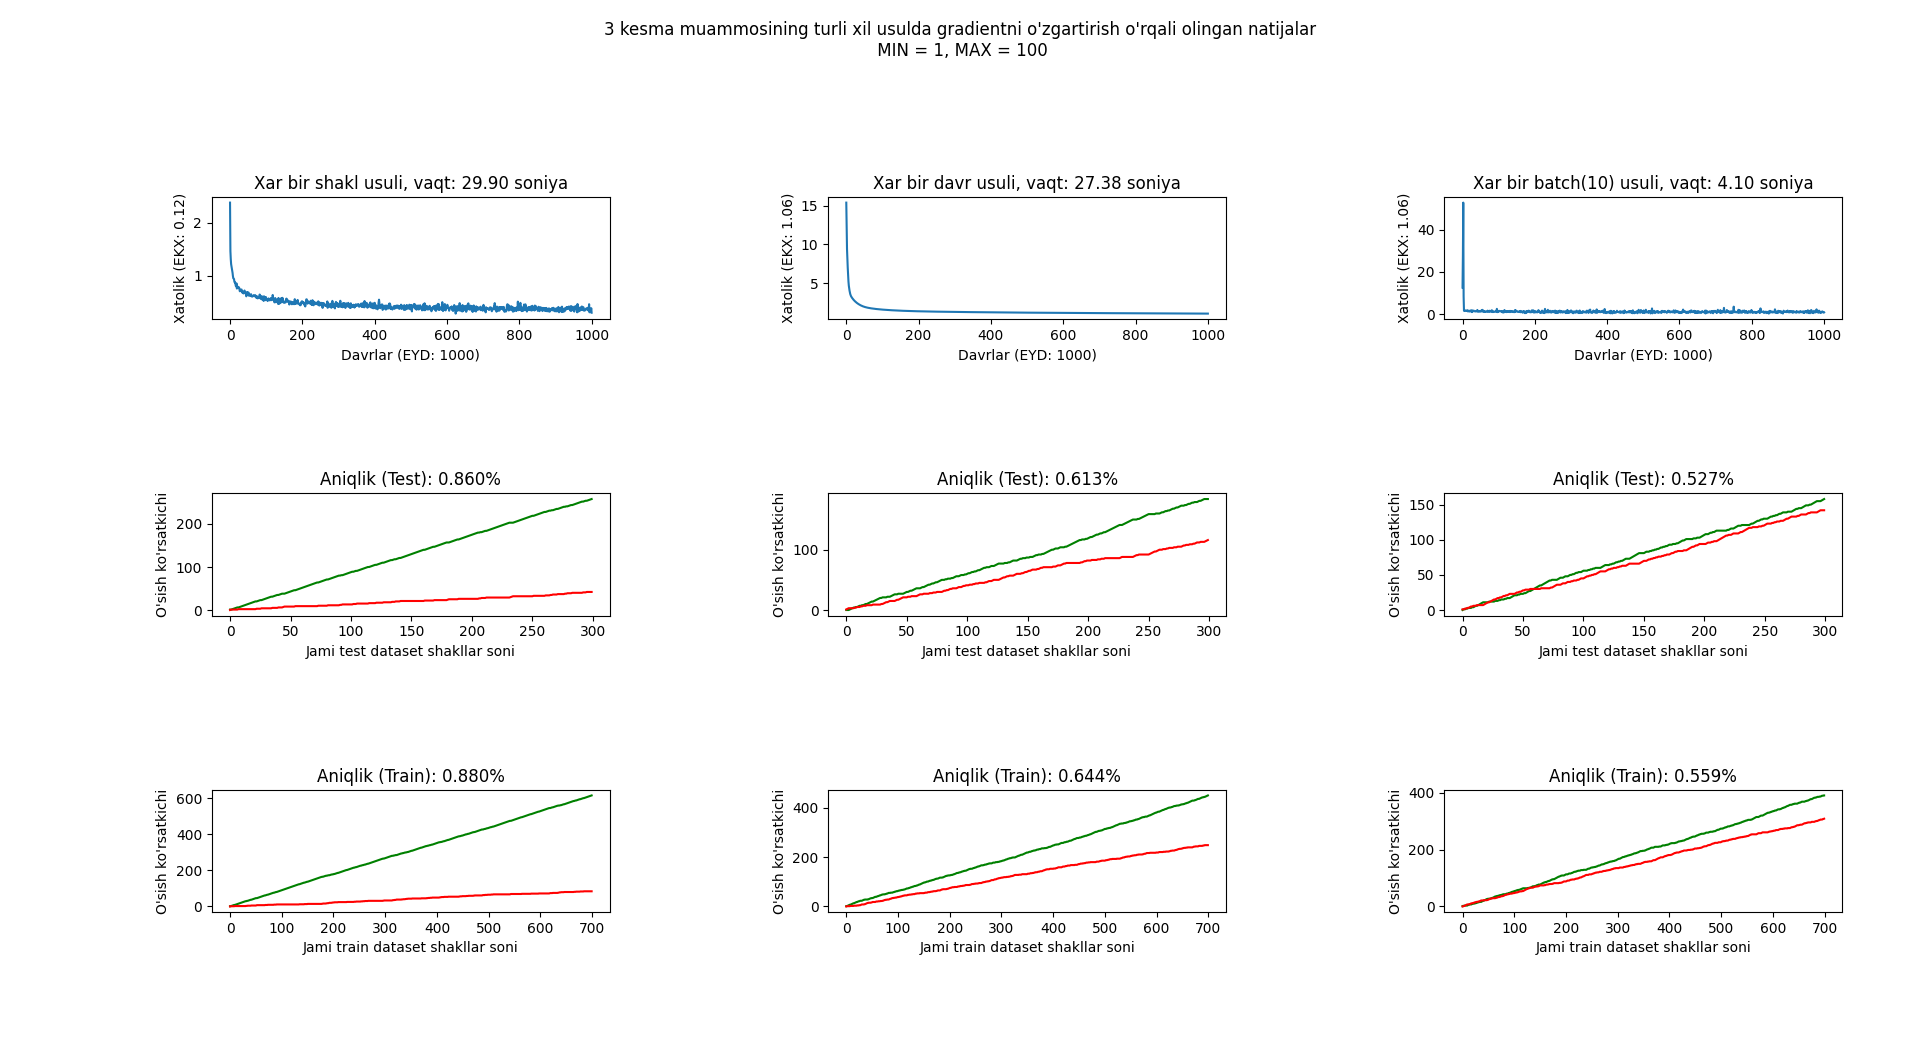 3 kesma muammosining turli xil usulda gradientni o'zgartirish o'rqali olingan natijalar
MIN = 1, MAX = 100
Xar bir shakl usuli, vaqt: 29.90 soniya
Xatolik (EKX: 0.12)
2
1
0 200 400 600 800 1000
Davrlar (EYD: 1000)
Xar bir davr usuli, vaqt: 27.38 soniya
Xatolik (EKX: 1.06)
15
10
5
0 200 400 600 800 1000
Davrlar (EYD: 1000)
Xar bir batch(10) usuli, vaqt: 4.10 soniya
Xatolik (EKX: 1.06)
40
20
0
0 200 400 600 800 1000
Davrlar (EYD: 1000)
Aniqlik (Test): 0.860%
O'sish ko'rsatkichi
200
100
0
0 50 100 150 200 250 300
Jami test dataset shakllar soni
Aniqlik (Test): 0.613%
O'sish ko'rsatkichi
100
0
0 50 100 150 200 250 300
Jami test dataset shakllar soni
Aniqlik (Test): 0.527%
O'sish ko'rsatkichi
150
100
50
0
0 50 100 150 200 250 300
Jami test dataset shakllar soni
Aniqlik (Train): 0.880%
O'sish ko'rsatkichi
600
400
200
0
0 100 200 300 400 500 600 700
Jami train dataset shakllar soni
Aniqlik (Train): 0.644%
O'sish ko'rsatkichi
400
200
0
0 100 200 300 400 500 600 700
Jami train dataset shakllar soni
Aniqlik (Train): 0.559%
O'sish ko'rsatkichi
400
200
0
0 100 200 300 400 500 600 700
Jami train dataset shakllar soni